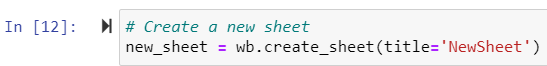 In [12]:
# Create a new sheet
new_sheet = wb.create_sheet(title='NewSheet')